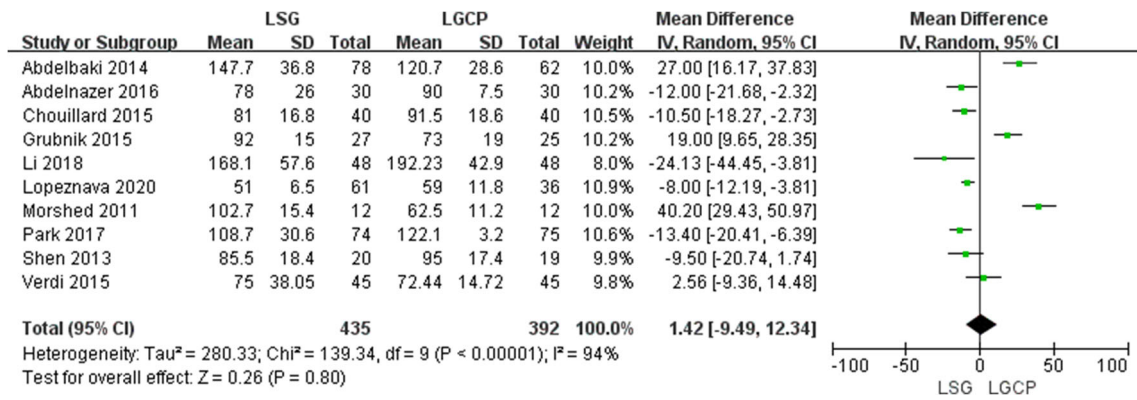 LSG LGCP Mean Difference Mean Difference
Study or Subgroup Mean SD Total Mean SD Total Weight IV, Random, 95% CI IV, Random, 95% CI
Abdelbaki 2014 147.7 36.8 78 120.7 28.6 62 10.0% 27.00 [16.17, 37.83]
Abdelnazer 2016 78 26 30 90 7.5 30 10.2% -12.00 [-21.68, -2.32]
Chouillard 2015 81 16.8 40 91.5 18.6 40 10.5% -10.50 [-18.27, -2.73]
Grubnik 2015 92 15 27 73 19 25 10.2% 19.00 [9.65, 28.35]
Li 2018 168.1 57.6 48 192.23 42.9 48 8.0% -24.13 [-44.45, -3.81]
Lopeznava 2020 51 6.5 61 59 11.8 36 10.9% -8.00 [-12.19, -3.81]
Morshed 2011 102.7 15.4 12 62.5 11.2 12 10.0% 40.20 [29.43, 50.97]
Park 2017 108.7 30.6 74 122.1 3.2 75 10.6% -13.40 [-20.41, -6.39]
Shen 2013 85.5 18.4 20 95 17.4 19 9.9% -9.50 [-20.74, 1.74]
Verdi 2015 75 38.05 45 72.44 14.72 45 9.8% 2.56 [-9.36, 14.48]
Total (95% CI) 435 392 100.0% 1.42 [-9.49, 12.34]
Heterogeneity: Tau² = 280.33; Chi² = 139.34, df = 9 (P < 0.00001); I² = 94%
Test for overall effect: Z = 0.26 (P = 0.80)
-100 -50 0 50 100
LSG LGCP